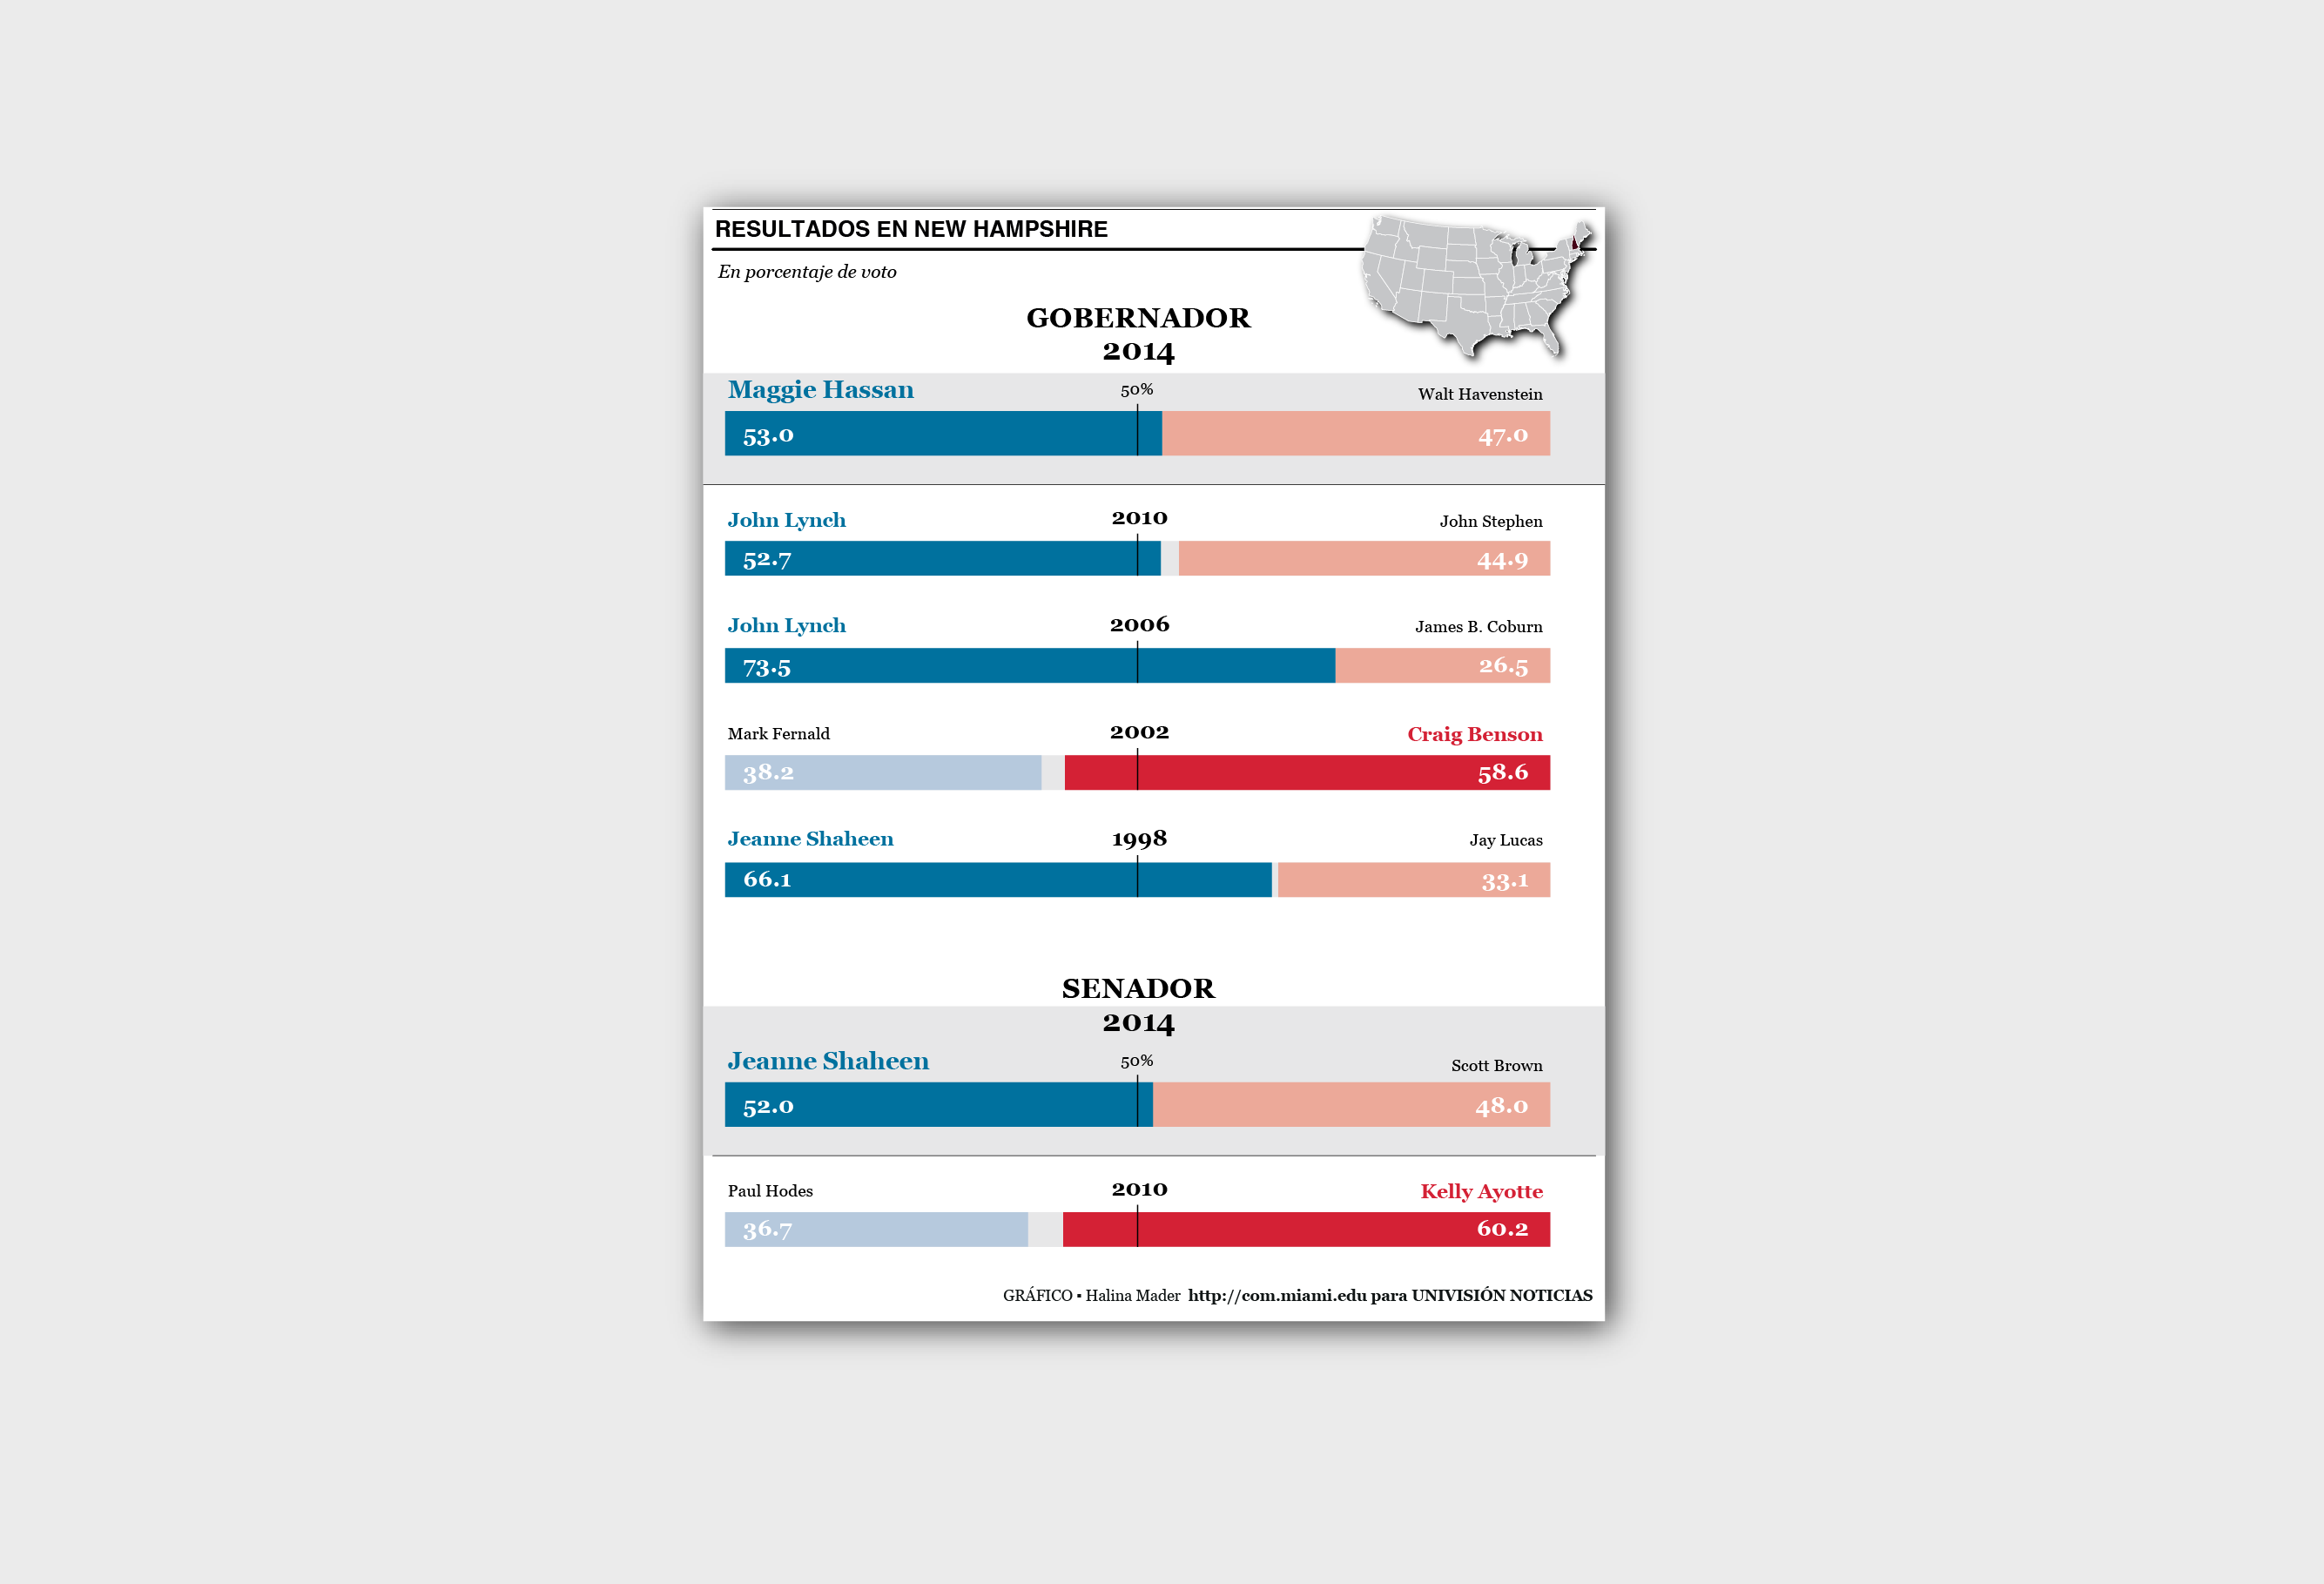 RESULTADOS EN NEW HAMPSHIRE
En porcentaje de voto
GOBERNADOR
2014
Maggie Hassan 50% Walt Havenstein
53.0 47.0
John Lynch 2010 John Stephen
52.7 44.9
John Lynch 2006 James B. Coburn
73.5 26.5
Mark Fernald 2002 Craig Benson
38.2 58.6
Jeanne Shaheen 1998 Jay Lucas
66.1 33.1
SENADOR
2014
Jeanne Shaheen 50% Scott Brown
52.0 48.0
Paul Hodes 2010 Kelly Ayotte
36.7 60.2
GRÁFICO ▪ Halina Mader http://com.miami.edu para UNIVISIÓN NOTICIAS